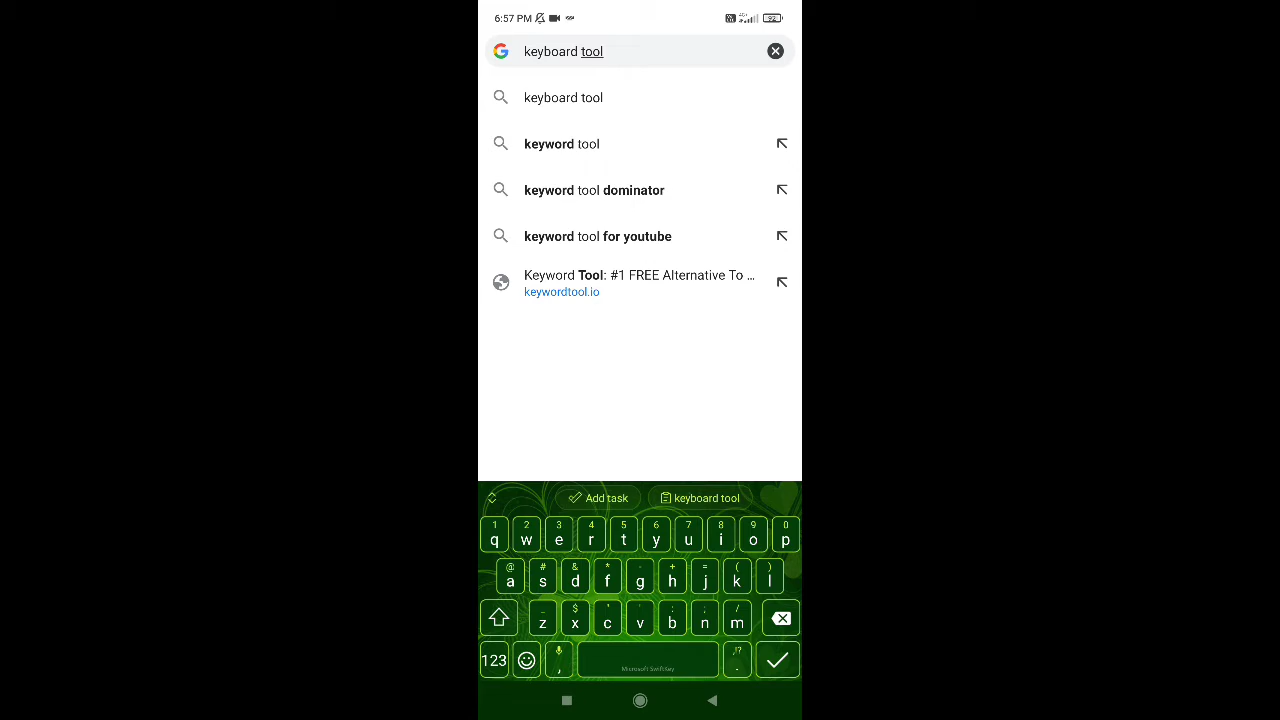 6:57 PM 4G+ 92
keyboard tool
keyboard tool
keyword tool
keyword tool dominator
keyword tool for youtube
Keyword Tool: #1 FREE Alternative To ...
keywordtool.io
Add task keyboard tool
1 2 3 4 5 6 7 8 9 0
q w e r t y u i o p
@ # & * - + = ( )
a s d f g h j k l
_ $ " ' : ; /
z x c v b n m
123 , ,!? .
Microsoft SwiftKey